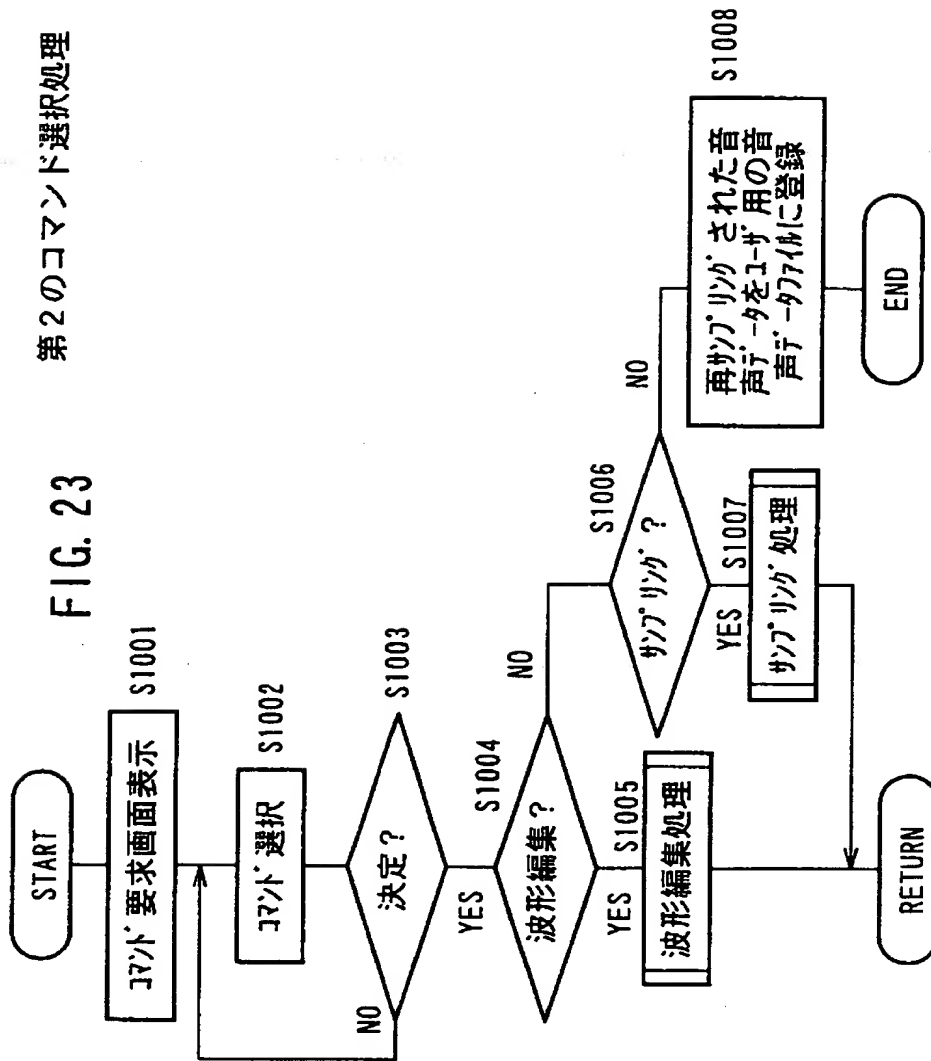 FIG. 23
第2のコマンド選択処理
START
コマンド要求画面表示
S1001
コマンド選択
S1002
決定?
S1003
NO
YES
波形編集?
S1004
NO
YES
波形編集処理
S1005
サンプリング?
S1006
NO
YES
サンプリング処理
S1007
再サンプリングされた音
声データをユーザ用の音
声データファイルに登録
S1008
RETURN
END